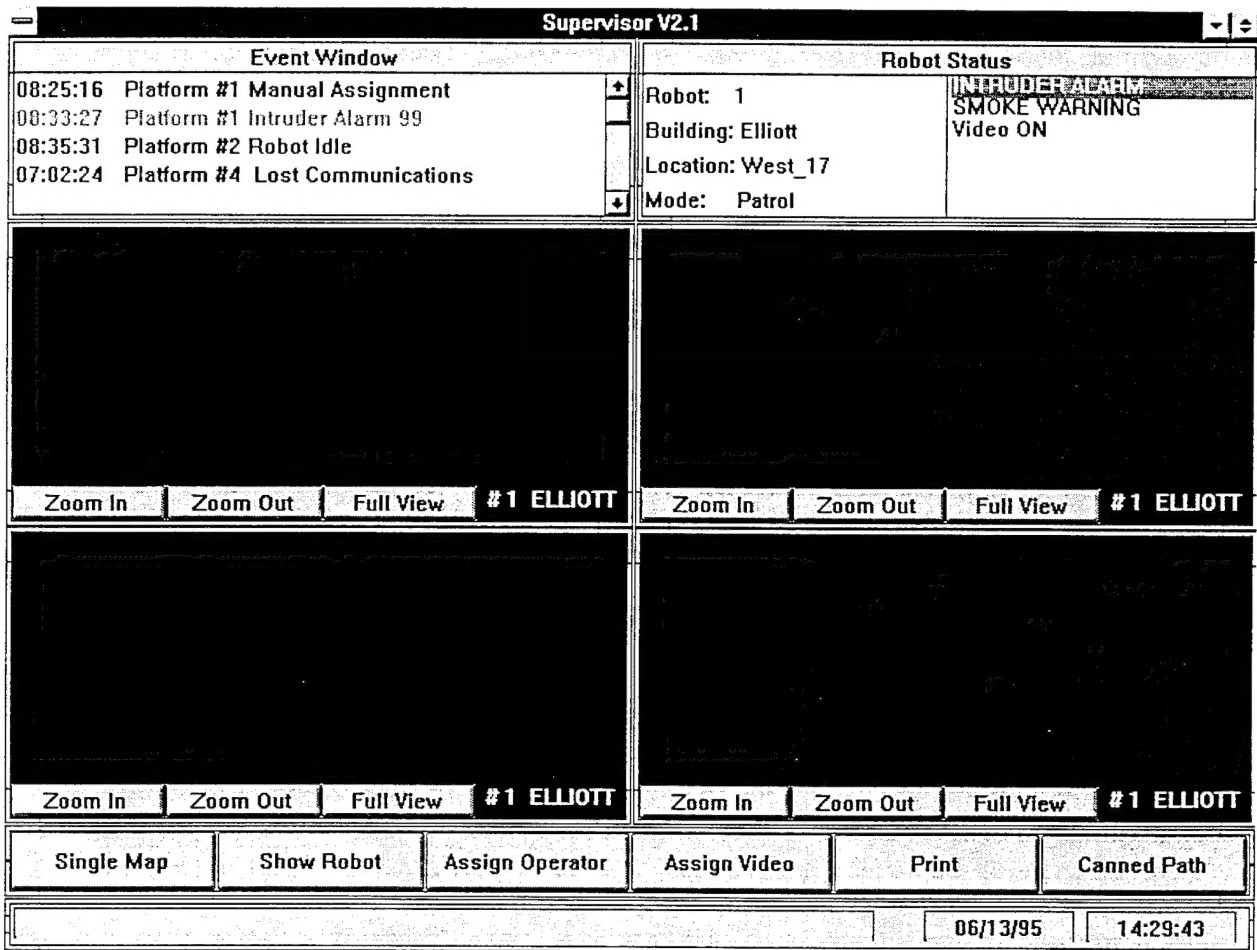 Supervisor V2.1
Event Window
08:25:16 Platform #1 Manual Assignment
08:33:27 Platform #1 Intruder Alarm 99
08:35:31 Platform #2 Robot Idle
07:02:24 Platform #4 Lost Communications
Robot Status
Robot: 1
Building: Elliott
Location: West_17
Mode: Patrol
INTRUDER ALARM
SMOKE WARNING
Video ON
Zoom In Zoom Out Full View #1 ELLIOTT
Zoom In Zoom Out Full View #1 ELLIOTT
Zoom In Zoom Out Full View #1 ELLIOTT
Zoom In Zoom Out Full View #1 ELLIOTT
Single Map Show Robot Assign Operator Assign Video Print Canned Path
06/13/95 14:29:43